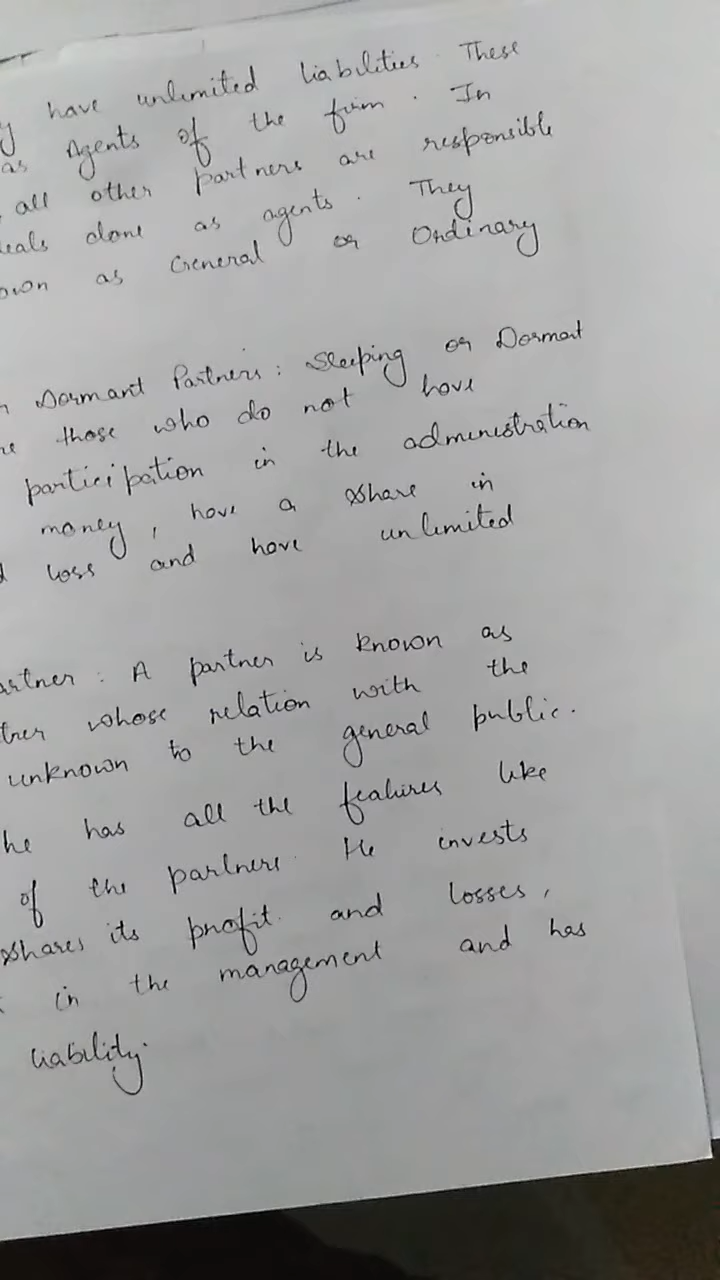 have unlimited liabilities These
as Agents of the firm. In
all other partners are responsible
done as agents. They
as General or Ordinary
Dormant Partners: Sleeping or Dormant
those who do not have
participation in the administration
money, have a share in
loss and have unlimited
: A partner is known as
whose relation with the
unknown to the general public.
he has all the features like
of the partners. He invests
shares its profit and losses,
in the management and has
liability.